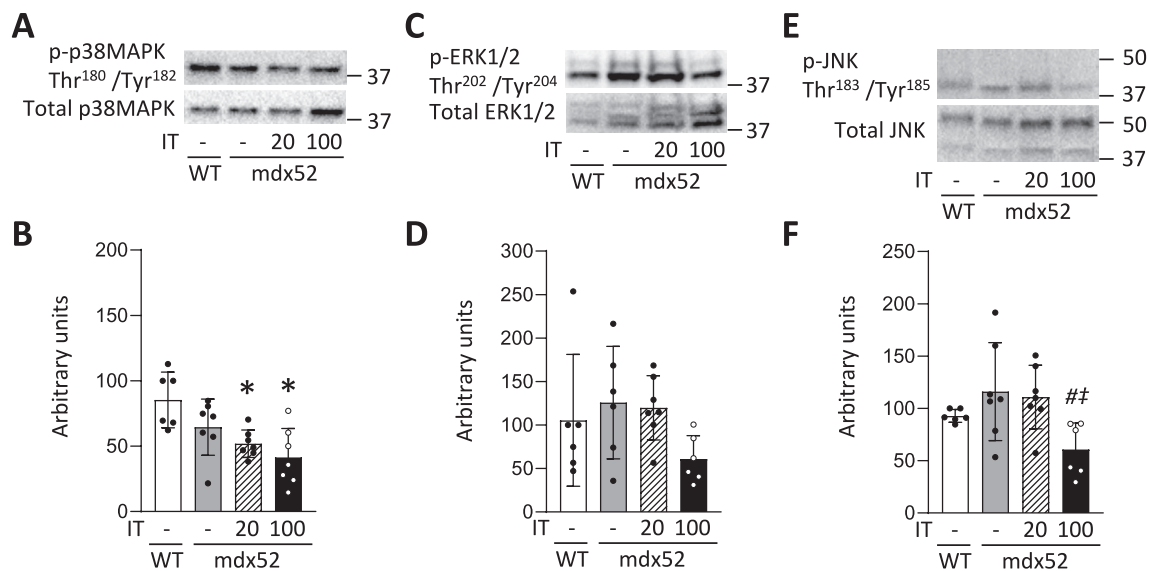 A
p-p38MAPK
Thr180 /Tyr182
37
Total p38MAPK
37
IT - - 20 100
WT mdx52
C
p-ERK1/2
Thr202 /Tyr204
37
Total ERK1/2
37
IT - - 20 100
WT mdx52
E
p-JNK
50
Thr183 /Tyr185
37
Total JNK
50
37
IT - - 20 100
WT mdx52
B
Arbitrary units
200
150
100
50
0
* *
IT - - 20 100
WT mdx52
D
Arbitrary units
300
250
200
150
100
50
0
IT - - 20 100
WT mdx52
F
Arbitrary units
250
200
150
100
50
0
#‡
IT - - 20 100
WT mdx52